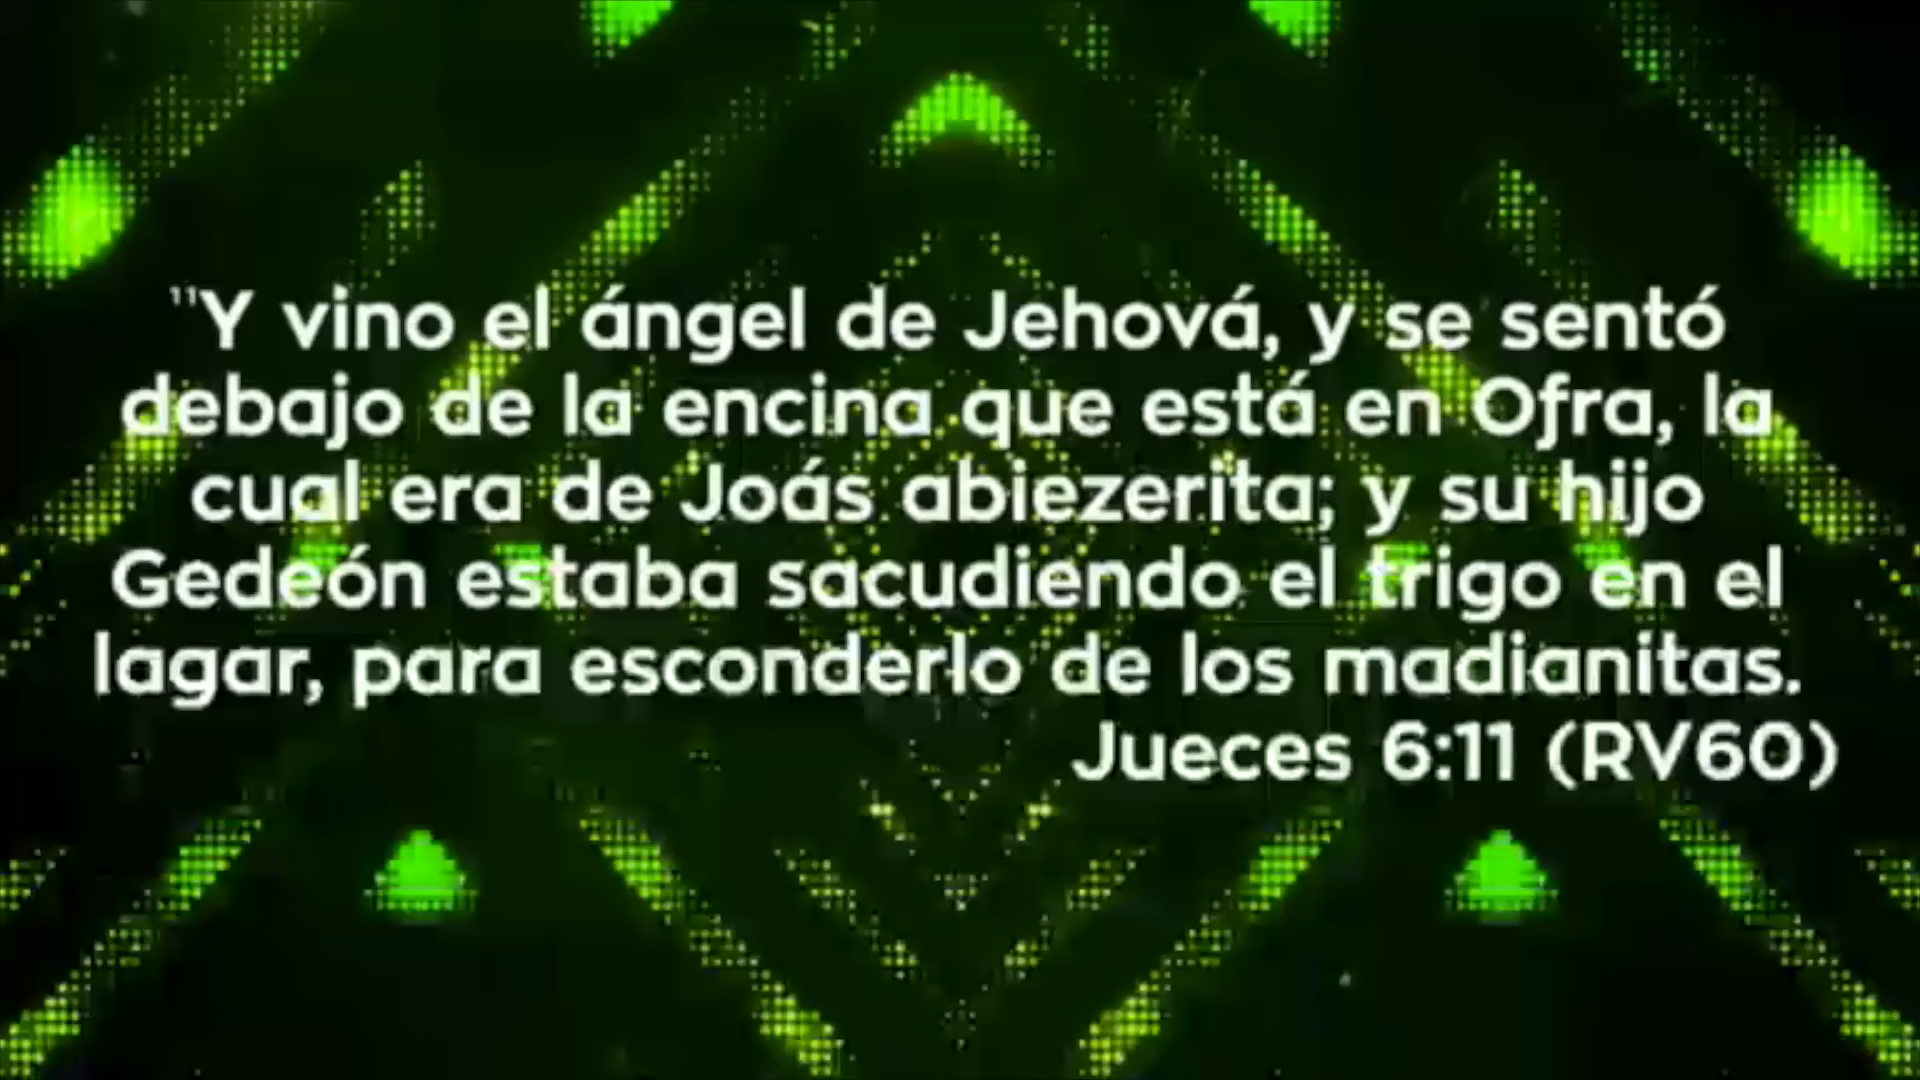 "Y vino el ángel de Jehová, y se sentó
debajo de la encina que está en Ofra, la
cual era de Joás abiezerita; y su hijo
Gedeón estaba sacudiendo el trigo en el
lagar, para esconderlo de los madianitas.
Jueces 6:11 (RV60)